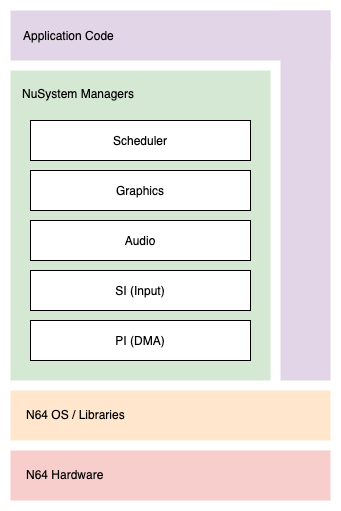 Application Code
NuSystem Managers
Scheduler
Graphics
Audio
SI (Input)
PI (DMA)
N64 OS / Libraries
N64 Hardware